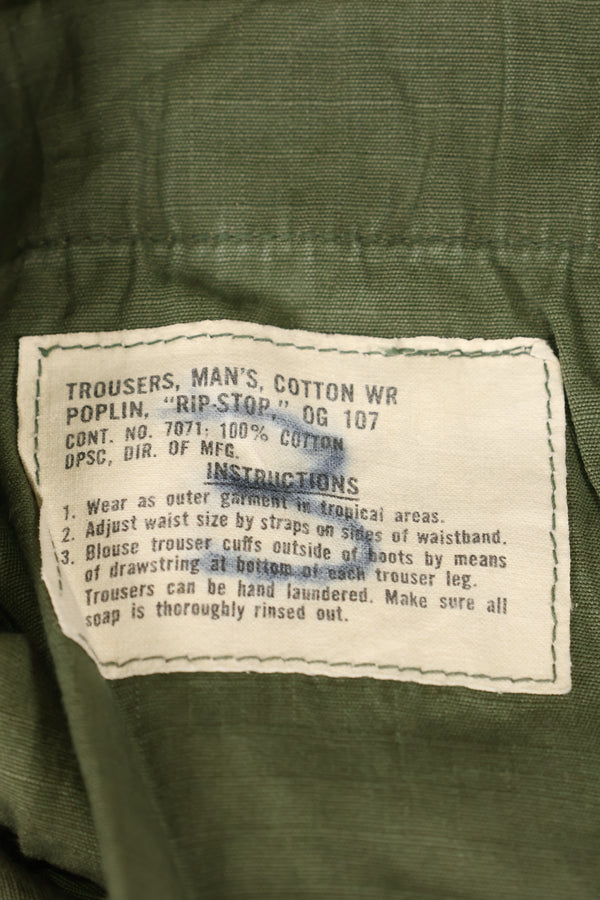 TROUSERS, MAN'S, COTTON WR
POPLIN, "RIP-STOP," OG 107
CONT. NO. 7071: 100% COTTON
DPSC, DIR. OF MFG.
INSTRUCTIONS
1. Wear as outer garment in tropical areas.
2. Adjust waist size by straps on sides of waistband.
3. Blouse trouser cuffs outside of boots by means
of drawstring at bottom of each trouser leg.
Trousers can be hand laundered. Make sure all
soap is thoroughly rinsed out.